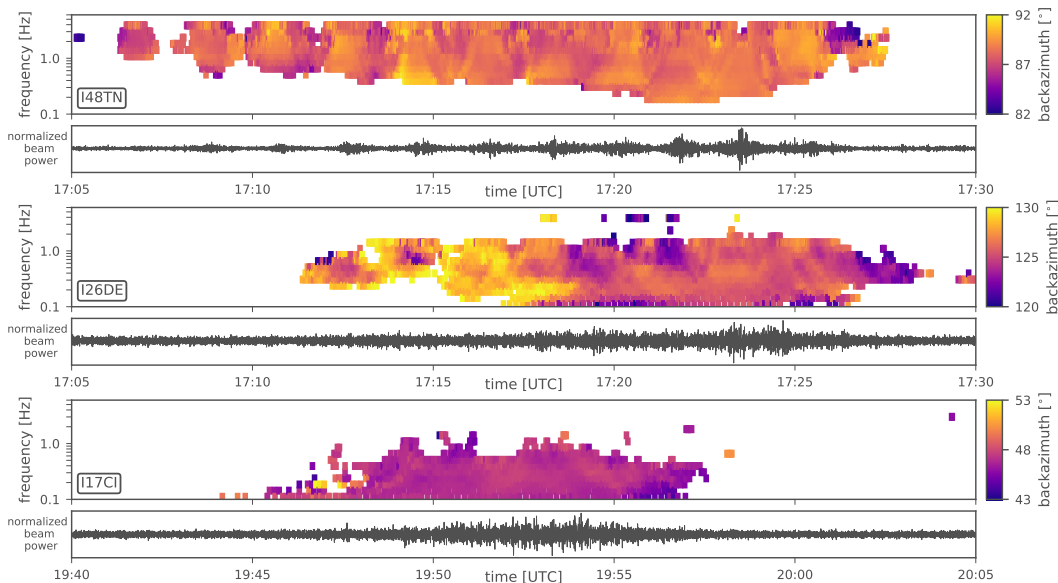 92
87
82
backazimuth [°]
frequency [Hz]
1.0
0.1
I48TN
normalized
beam
power
17:05
17:10
17:15
17:20
17:25
17:30
time [UTC]
130
125
120
backazimuth [°]
frequency [Hz]
1.0
0.1
I26DE
normalized
beam
power
17:05
17:10
17:15
17:20
17:25
17:30
time [UTC]
53
48
43
backazimuth [°]
frequency [Hz]
1.0
0.1
I17CI
normalized
beam
power
19:40
19:45
19:50
19:55
20:00
20:05
time [UTC]